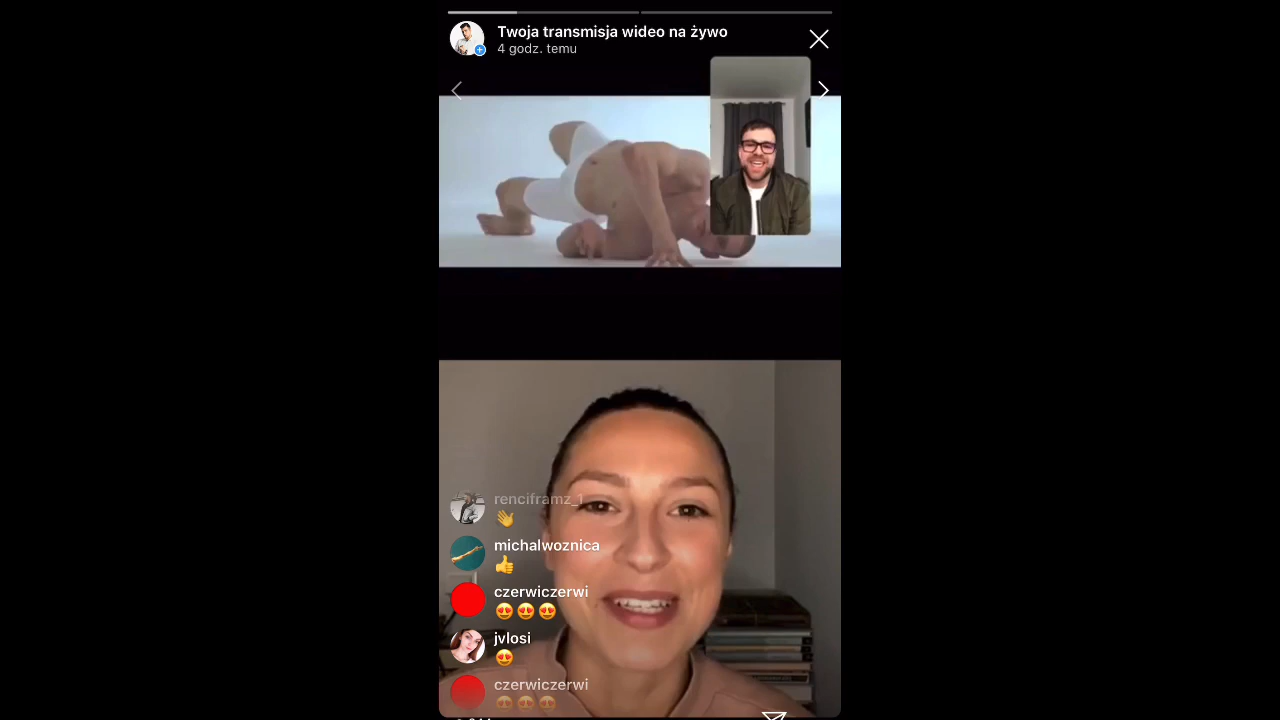 Twoja transmisja wideo na żywo
4 godz. temu
renciframz_1
👋
michalwoznica
👍
czerwiczerwi
😍😍😍
jvlosi
😍
czerwiczerwi
😍😍😍